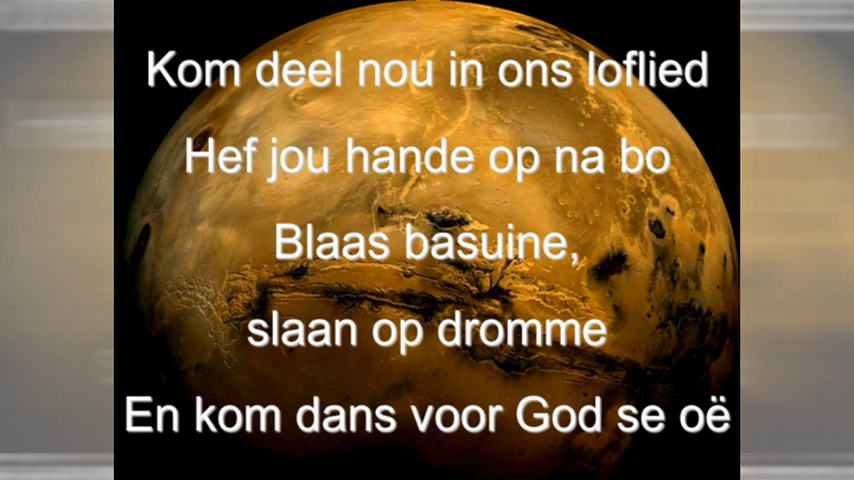 Kom deel nou in ons loflied
Hef jou hande op na bo
Blaas basuine,
slaan op dromme
En kom dans voor God se oë